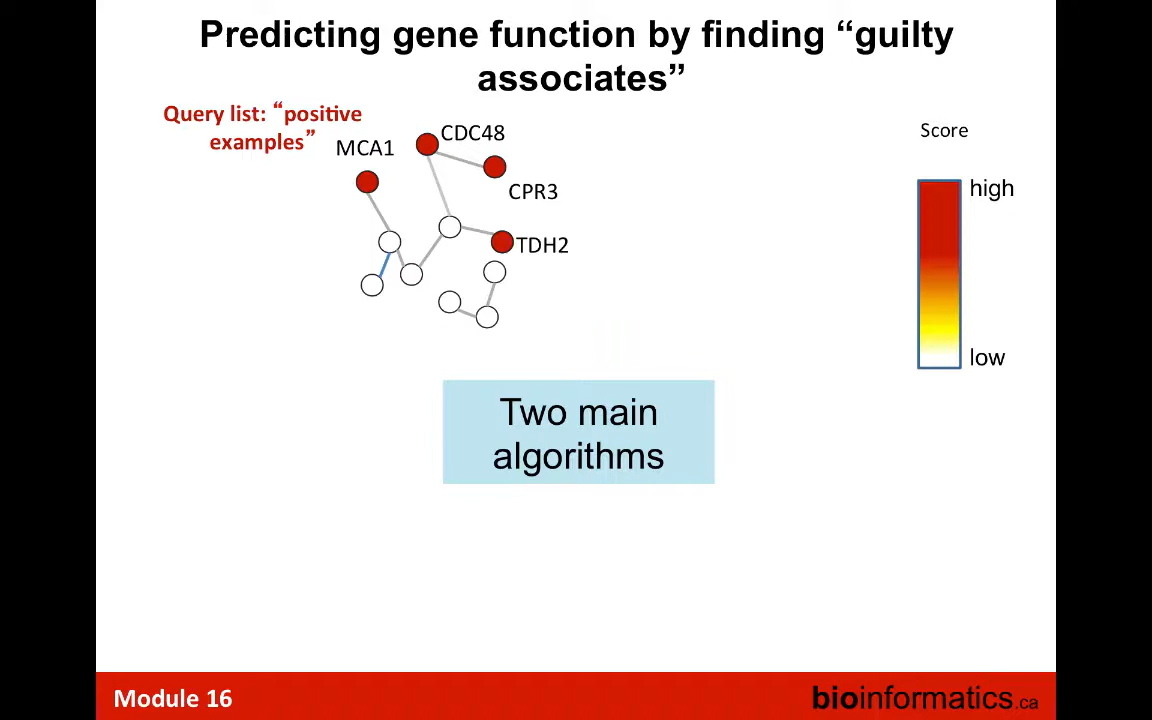 Predicting gene function by finding “guilty
associates”
Query list: “positive
examples”
MCA1
CDC48
CPR3
TDH2
Score
high
low
Two main
algorithms
Module 16
bioinformatics.ca